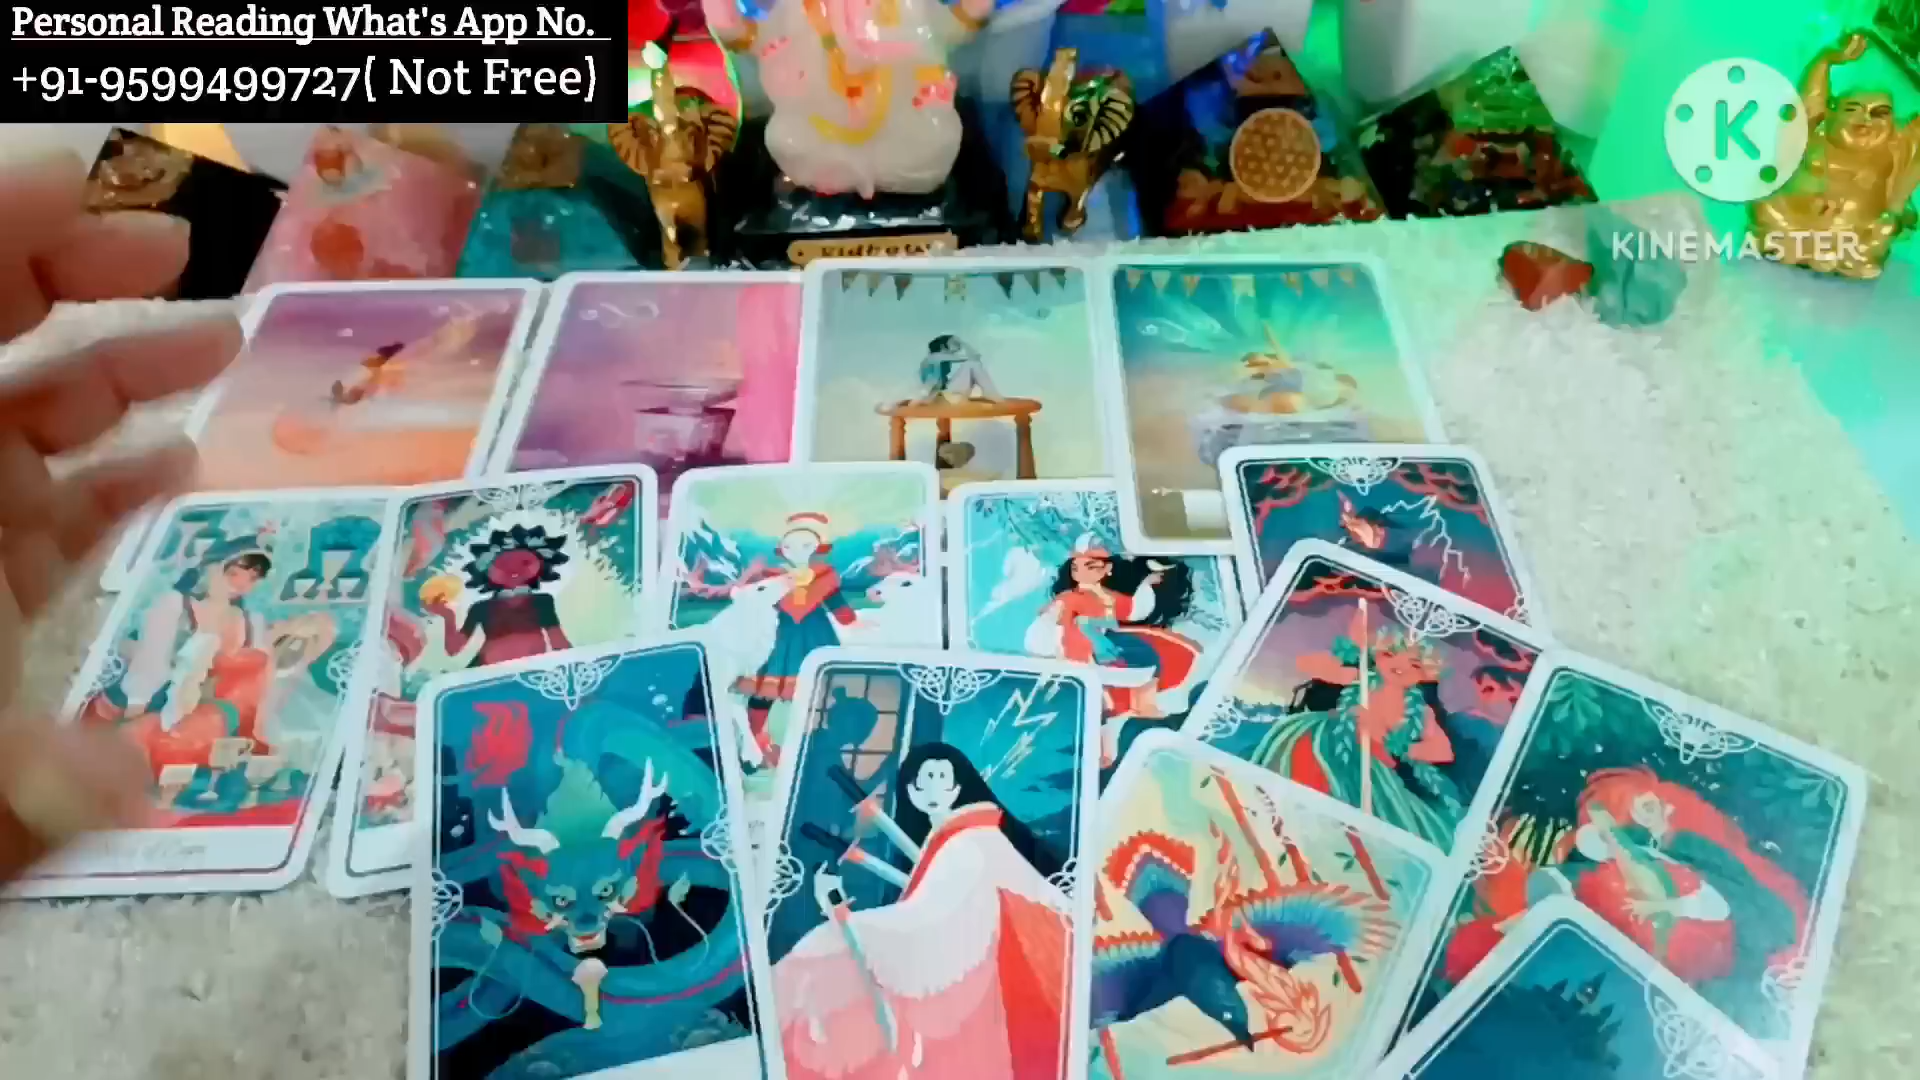 Personal Reading What's App No.
+91-9599499727( Not Free)
K
KINEMASTER